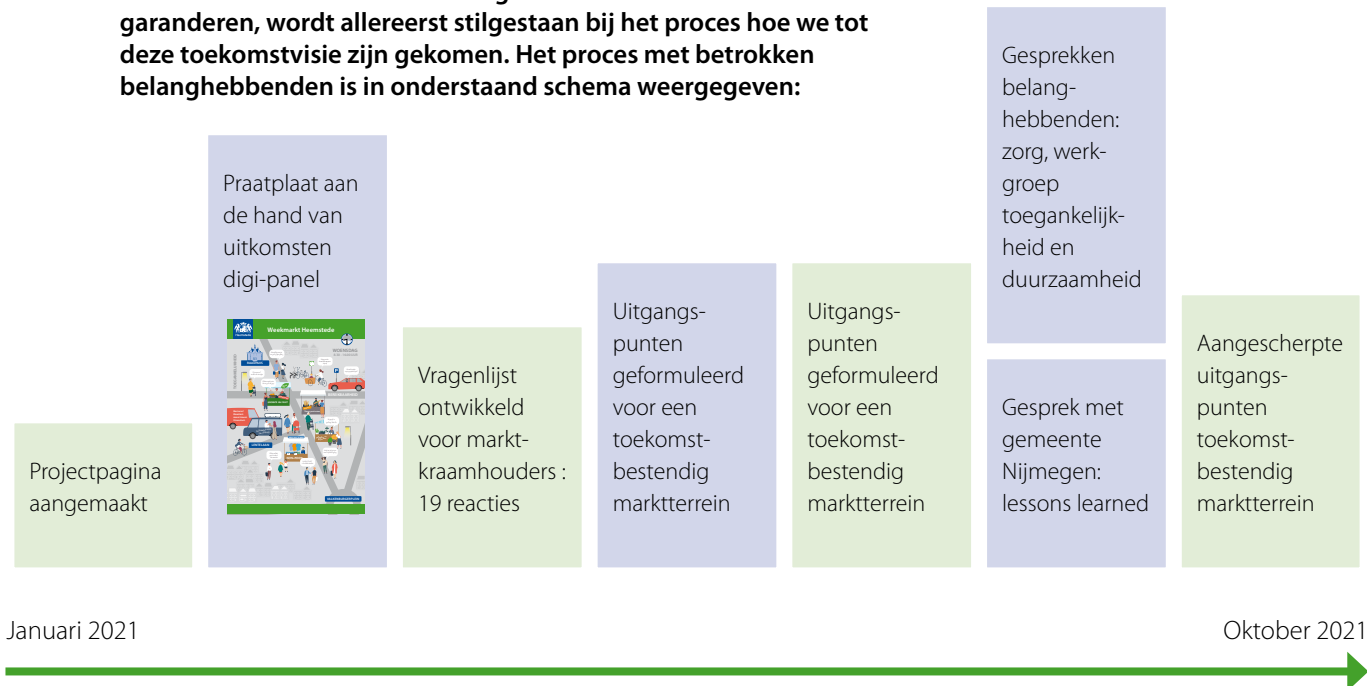 garanderen, wordt allereerst stilgestaan bij het proces hoe we tot
deze toekomstvisie zijn gekomen. Het proces met betrokken
belanghebbenden is in onderstaand schema weergegeven:
Projectpagina
aangemaakt
Praatplaat aan
de hand van
uitkomsten
digi-panel
Weekmarkt Heemstede
Vragenlijst
ontwikkeld
voor markt-
kraamhouders :
19 reacties
Uitgangs-
punten
geformuleerd
voor een
toekomst-
bestendig
marktterrein
Uitgangs-
punten
geformuleerd
voor een
toekomst-
bestendig
marktterrein
Gesprekken
belang-
hebbenden:
zorg, werk-
groep
toegankelijk-
heid en
duurzaamheid
Gesprek met
gemeente
Nijmegen:
lessons learned
Aangescherpte
uitgangs-
punten
toekomst-
bestendig
marktterrein
Januari 2021
Oktober 2021